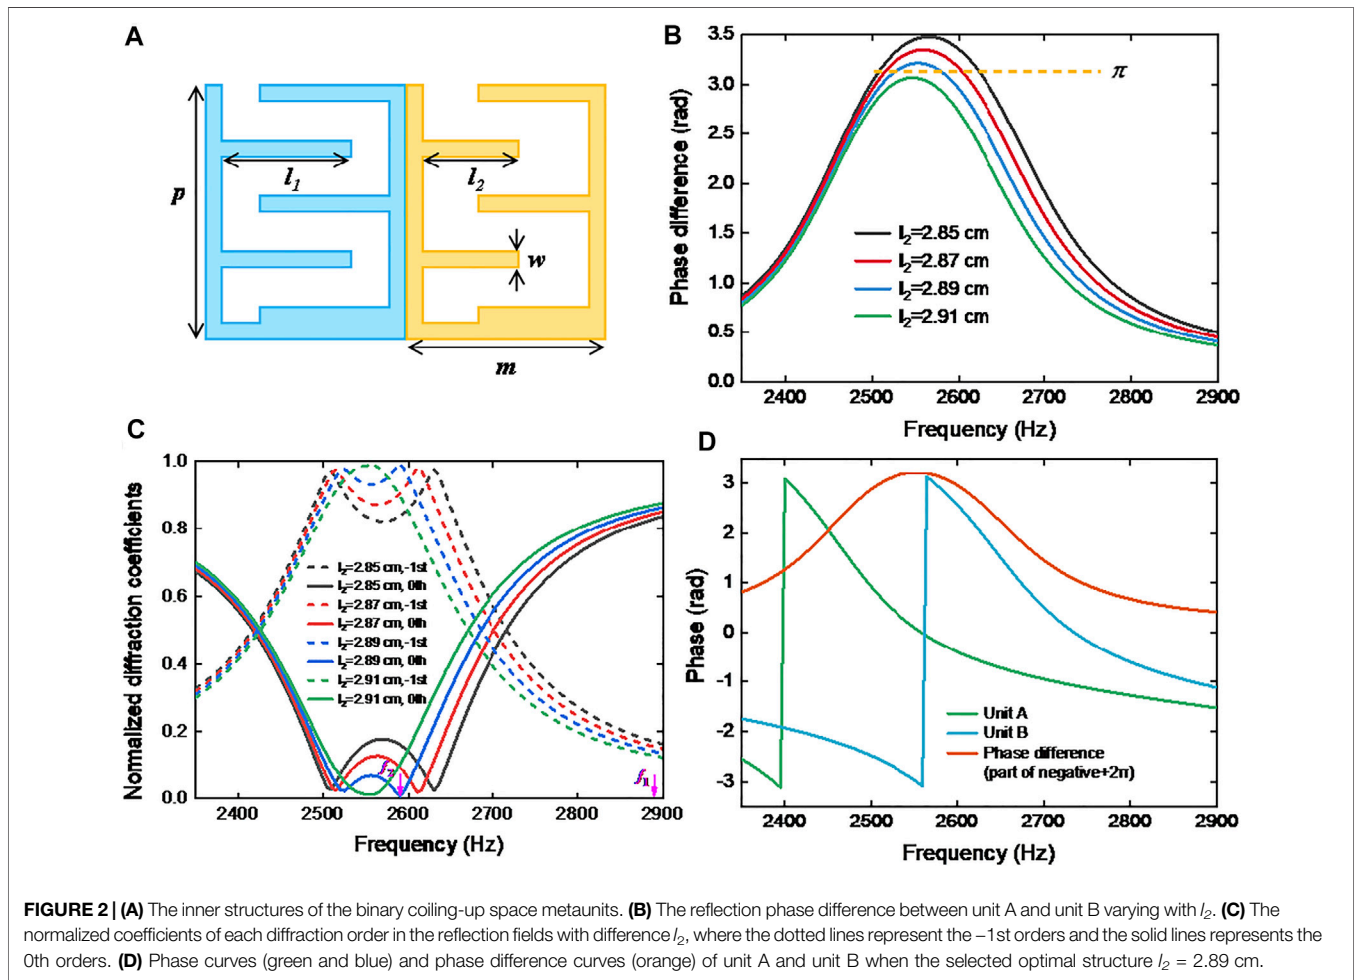 A
p
l1
l2
w
m
B
Phase difference (rad)
3.5
3.0
2.5
2.0
1.5
1.0
0.5
0.0
π
l2=2.85 cm
l2=2.87 cm
l2=2.89 cm
l2=2.91 cm
2400 2500 2600 2700 2800 2900
Frequency (Hz)
C
Normalized diffraction coefficients
1.0
0.8
0.6
0.4
0.2
0.0
l2=2.85 cm,-1st
l2=2.85 cm, 0th
l2=2.87 cm,-1st
l2=2.87 cm, 0th
l2=2.89 cm,-1st
l2=2.89 cm, 0th
l2=2.91 cm,-1st
l2=2.91 cm, 0th
2400 2500 2600 2700 2800 2900
Frequency (Hz)
D
Phase (rad)
3
2
1
0
-1
-2
-3
Unit A
Unit B
Phase difference
(part of negative+2π)
2400 2500 2600 2700 2800 2900
Frequency (Hz)
FIGURE 2 | (A) The inner structures of the binary coiling-up space metaunits. (B) The reflection phase difference between unit A and unit B varying with l2. (C) The
normalized coefficients of each diffraction order in the reflection fields with difference l2, where the dotted lines represent the −1st orders and the solid lines represents the
0th orders. (D) Phase curves (green and blue) and phase difference curves (orange) of unit A and unit B when the selected optimal structure l2 = 2.89 cm.